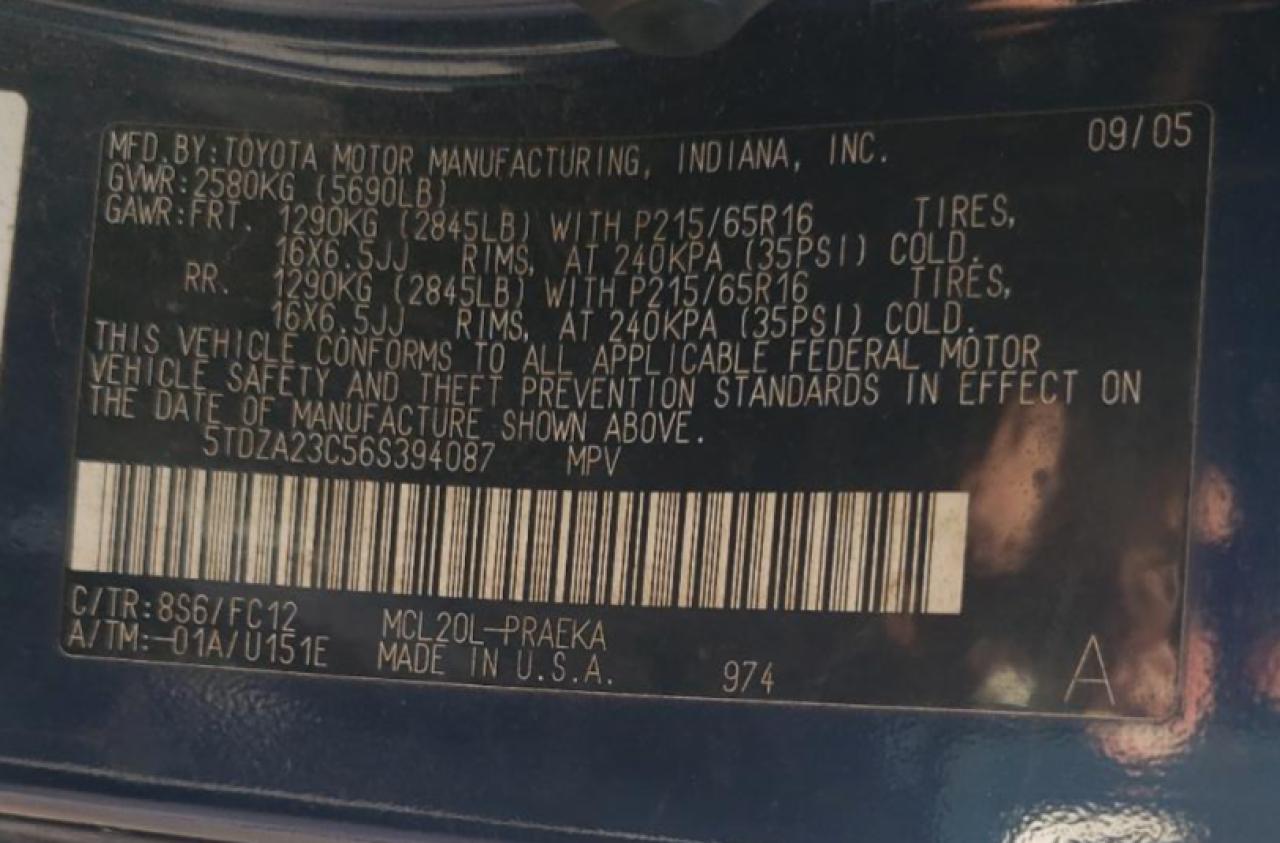 MFD.BY:TOYOTA MOTOR MANUFACTURING, INDIANA, INC. 09/05
GVWR:2580KG (5690LB)
GAWR:FRT. 1290KG (2845LB) WITH P215/65R16 TIRES,
16X6.5JJ RIMS, AT 240KPA (35PSI) COLD.
RR. 1290KG (2845LB) WITH P215/65R16 TIRES,
16X6.5JJ RIMS, AT 240KPA (35PSI) COLD.
THIS VEHICLE CONFORMS TO ALL APPLICABLE FEDERAL MOTOR
VEHICLE SAFETY AND THEFT PREVENTION STANDARDS IN EFFECT ON
THE DATE OF MANUFACTURE SHOWN ABOVE.
5TDZA23C56S394087 MPV
C/TR:8S6/FC12 MCL20L-PRAEKA
A/TM:-01A/U151E MADE IN U.S.A. 974 A